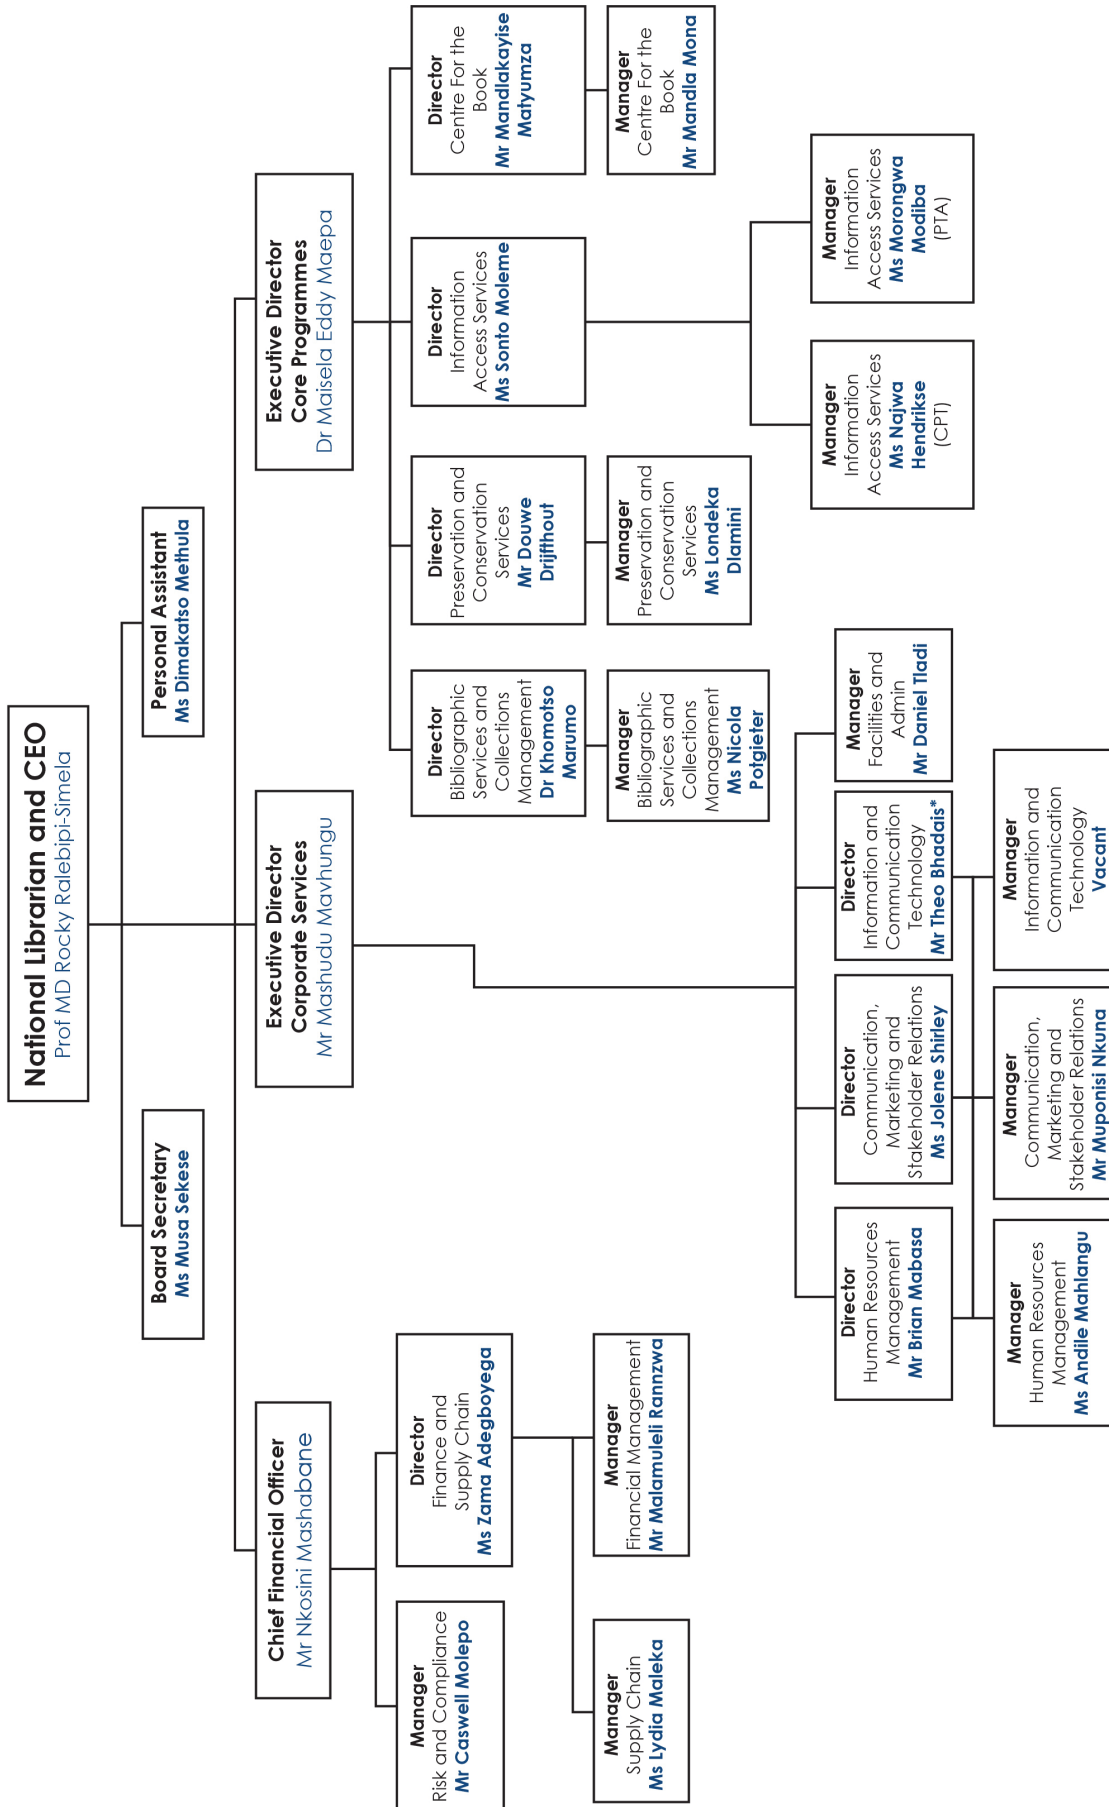 National Librarian and CEO
Prof MD Rocky Ralebipi-Simela
Board Secretary
Ms Musa Sekese
Personal Assistant
Ms Dimakatso Methula
Chief Financial Officer
Mr Nkosini Mashabane
Executive Director
Corporate Services
Mr Mashudu Mavhungu
Executive Director
Core Programmes
Dr Maisela Eddy Maepa
Manager
Risk and Compliance
Mr Caswell Molepo
Director
Finance and
Supply Chain
Ms Zama Adegboyega
Manager
Supply Chain
Ms Lydia Maleka
Manager
Financial Management
Mr Malamuleli Rannzwa
Director
Human Resources
Management
Mr Brian Mabasa
Director
Communication,
Marketing and
Stakeholder Relations
Ms Jolene Shirley
Director
Information and
Communication
Technology
Mr Theo Bhadais*
Manager
Facilities and
Admin
Mr Daniel Tladi
Manager
Human Resources
Management
Ms Andile Mahlangu
Manager
Communication,
Marketing and
Stakeholder Relations
Mr Muponisi Nkuna
Manager
Information and
Communication
Technology
Vacant
Director
Bibliographic
Services and
Collections
Management
Dr Khomotso
Marumo
Director
Preservation and
Conservation
Services
Mr Douwe
Drijfthout
Director
Information
Access Services
Ms Sonto Moleme
Director
Centre For the
Book
Mr Mandlakayise
Matyumza
Manager
Bibliographic
Services and
Collections
Management
Ms Nicola
Potgieter
Manager
Preservation and
Conservation
Services
Ms Londeka
Dlamini
Manager
Centre For the
Book
Mr Mandla Mona
Manager
Information
Access Services
Ms Najwa
Hendrikse
(CPT)
Manager
Information
Access Services
Ms Morongwa
Modiba
(PTA)